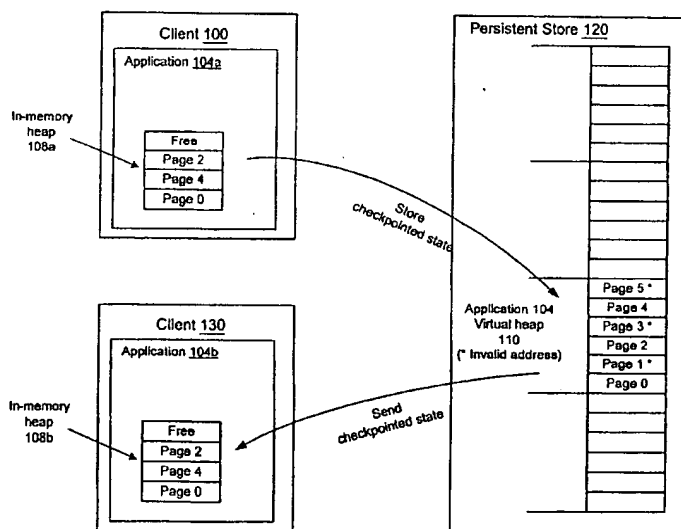 Client 100
Application 104a
In-memory
heap
108a
Free
Page 2
Page 4
Page 0
Store
checkpointed state
Persistent Store 120
Page 5 *
Page 4
Page 3 *
Page 2
Page 1 *
Page 0
Application 104
Virtual heap
110
(* Invalid address)
Client 130
Application 104b
In-memory
heap
108b
Free
Page 2
Page 4
Page 0
Send
checkpointed state